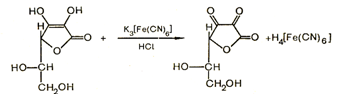 HO OH
K3[Fe(CN)6]
O O
H O O + HCl H O O + H4[Fe(CN)6]
HO H HO H
CH2OH CH2OH